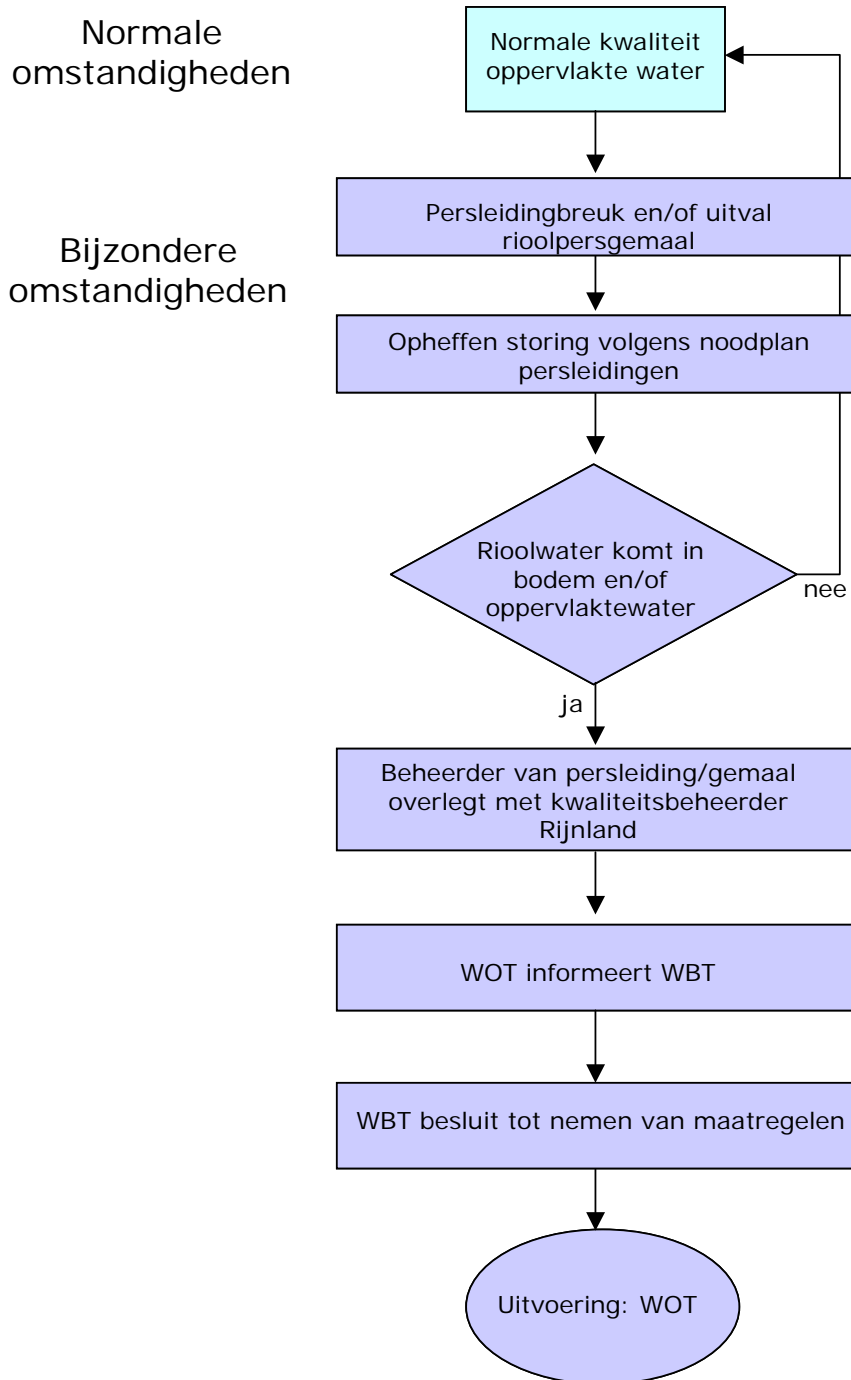 Normale
omstandigheden
Normale kwaliteit
oppervlakte water
Bijzondere
omstandigheden
Persleidingbreuk en/of uitval
rioolpersgemaal
Opheffen storing volgens noodplan
persleidingen
Rioolwater komt in
bodem en/of
oppervlaktewater
nee
ja
Beheerder van persleiding/gemaal
overlegt met kwaliteitsbeheerder
Rijnland
WOT informeert WBT
WBT besluit tot nemen van maatregelen
Uitvoering: WOT